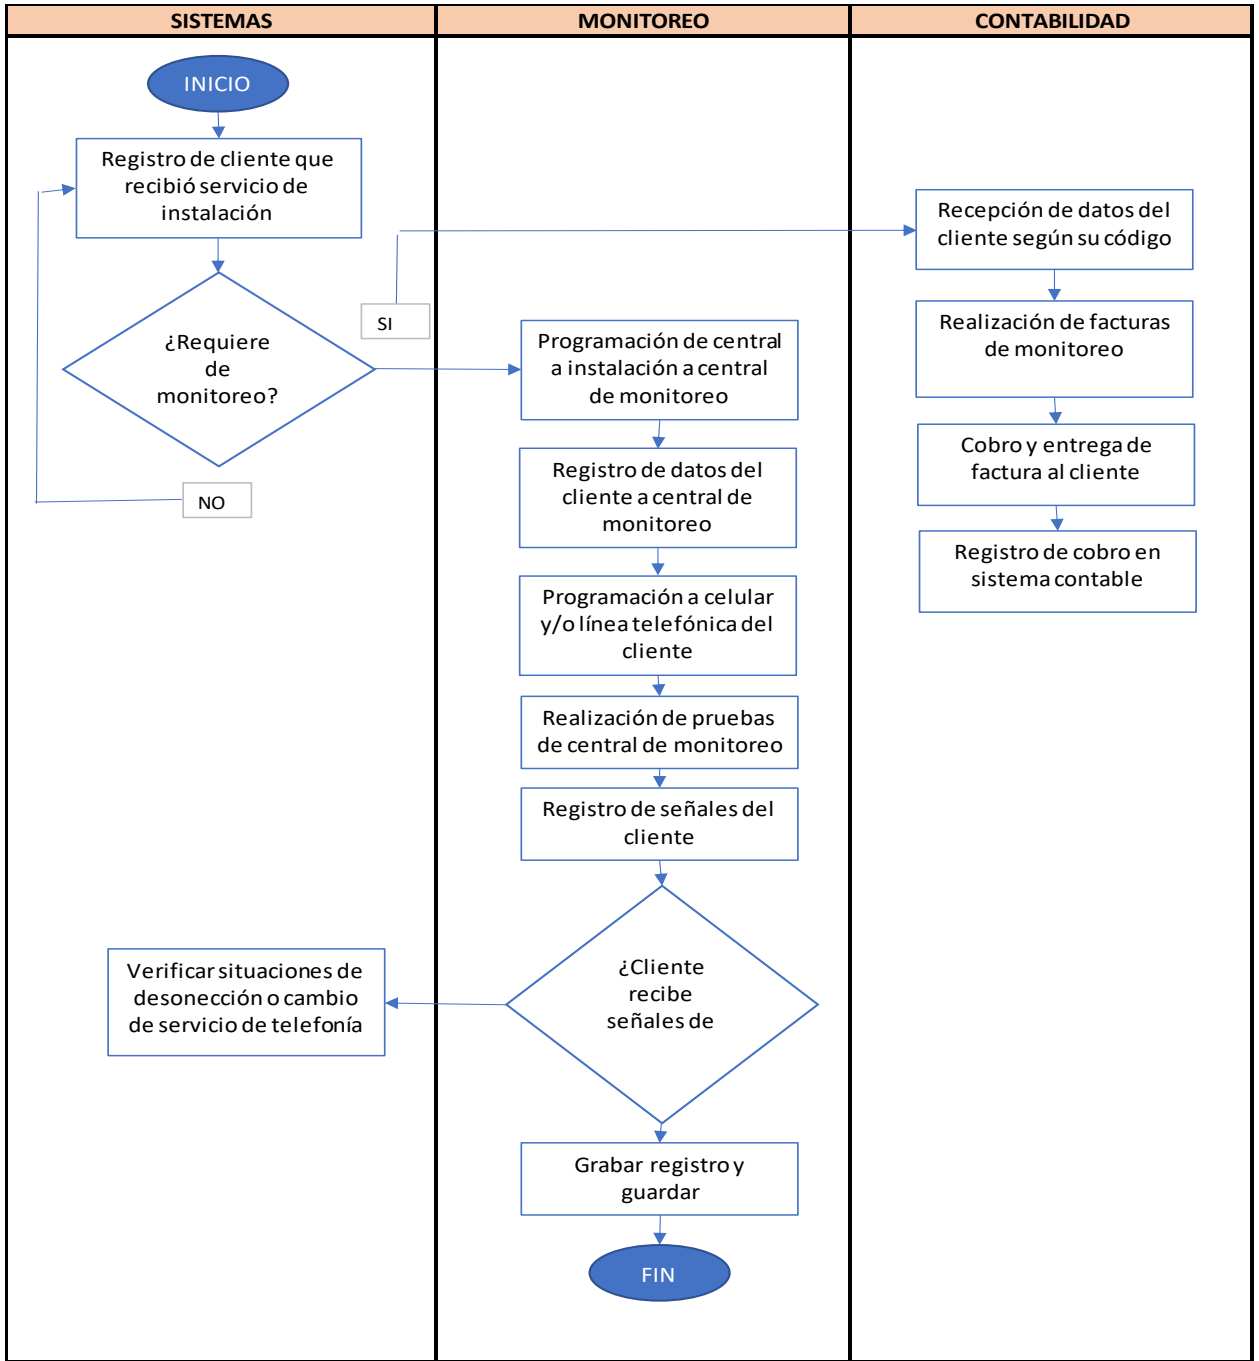 SISTEMAS
MONITOREO
CONTABILIDAD
INICIO
Registro de cliente que
recibió servicio de
instalación
¿Requiere
de
monitoreo?
SI
NO
Programación de central
a instalación a central
de monitoreo
Registro de datos del
cliente a central de
monitoreo
Programación a celular
y/o línea telefónica del
cliente
Realización de pruebas
de central de monitoreo
Registro de señales del
cliente
¿Cliente
recibe
señales de
Verificar situaciones de
desonección o cambio
de servicio de telefonía
Grabar registro y
guardar
FIN
Recepción de datos del
cliente según su código
Realización de facturas
de monitoreo
Cobro y entrega de
factura al cliente
Registro de cobro en
sistema contable